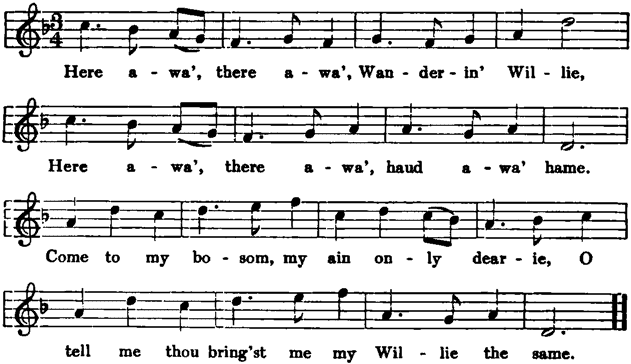 3
4
Here a - wa', there a - wa', Wan - der - in' Wil - lie,
Here a - wa', there a - wa', haud a - wa' hame.
Come to my bo - som, my ain on - ly dear - ie, O
tell me thou bring'st me my Wil - lie the same.